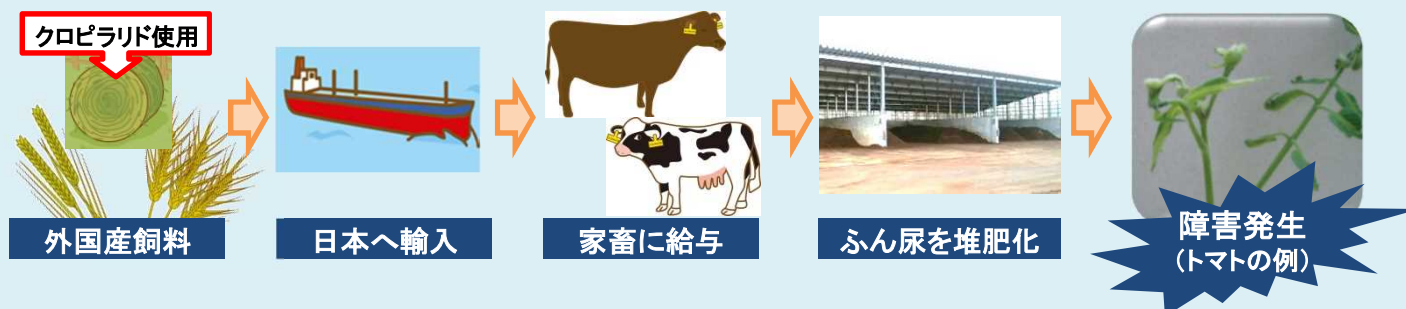 クロピラリド使用
外国産飼料
日本へ輸入
家畜に給与
ふん尿を堆肥化
障害発生
（トマトの例）